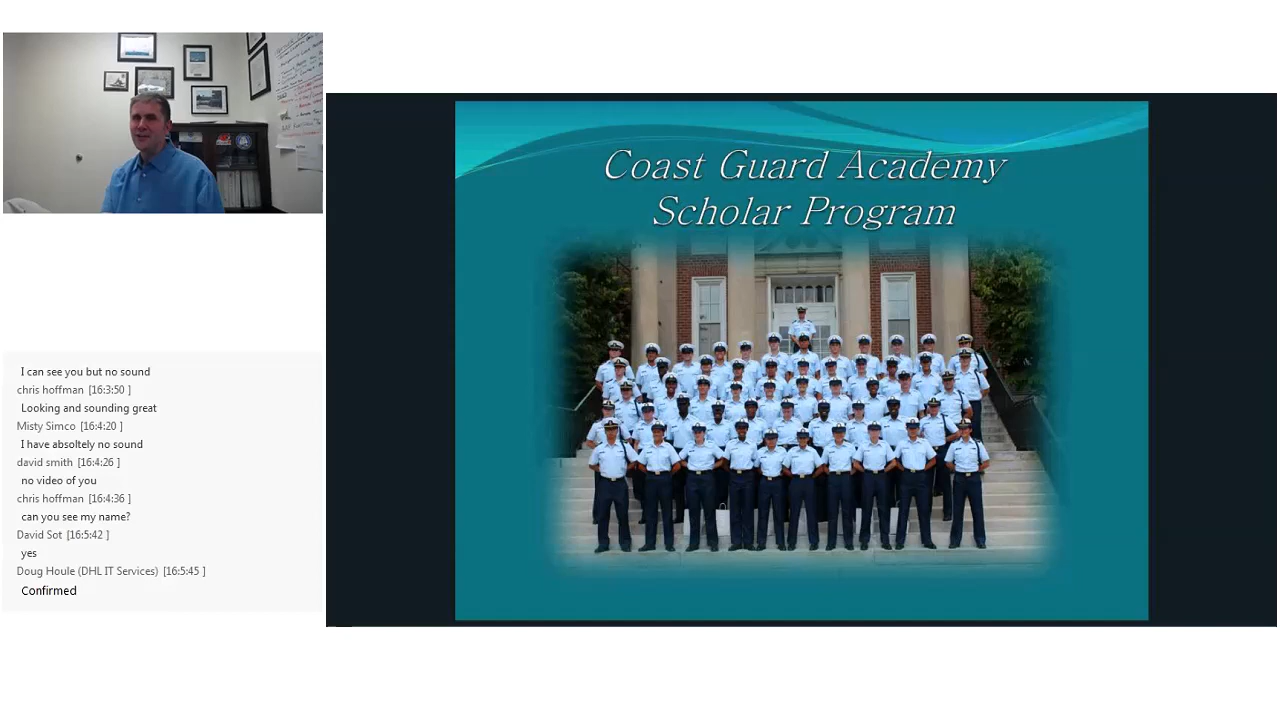 Coast Guard Academy
Scholar Program
I can see you but no sound
chris hoffman [16:3:50 ]
Looking and sounding great
Misty Simco [16:4:20 ]
I have absoltely no sound
david smith [16:4:26 ]
no video of you
chris hoffman [16:4:36 ]
can you see my name?
David Sot [16:5:42 ]
yes
Doug Houle (DHL IT Services) [16:5:45 ]
Confirmed